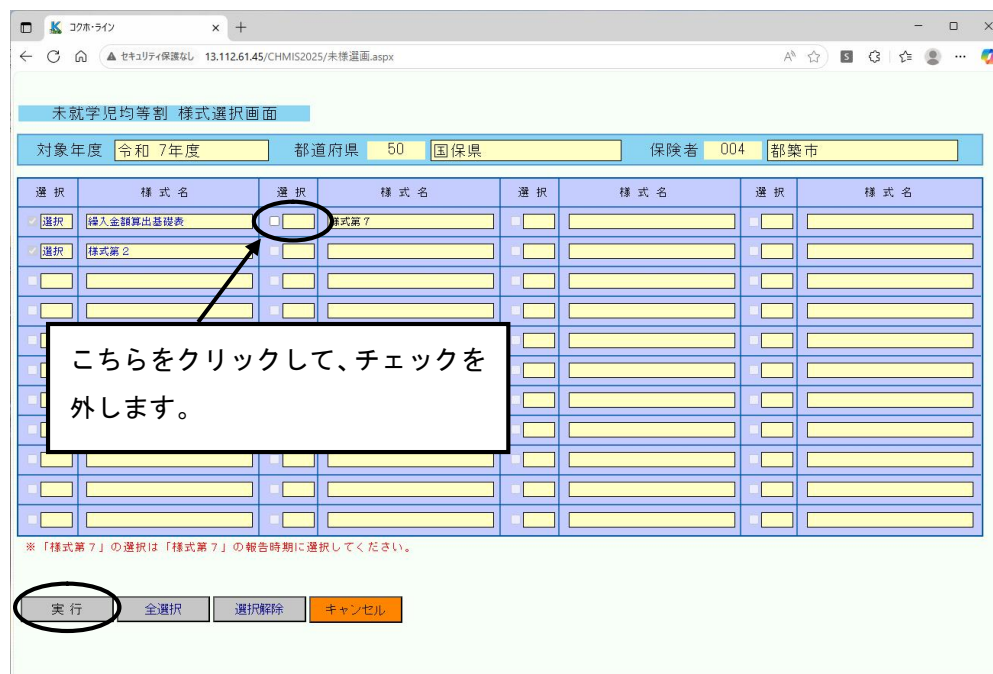 コクホ・ライン
セキュリティ保護なし 13.112.61.45/CHMIS2025/未様選画.aspx
未就学児均等割 様式選択画面
対象年度 令和 7年度 都道府県 50 国保県 保険者 004 都築市
選択 様式名 選択 様式名 選択 様式名 選択 様式名
選択 繰入金額算出基礎表 様式第7
選択 様式第2
こちらをクリックして、チェックを
外します。
※「様式第7」の選択は「様式第7」の報告時期に選択してください。
実行 全選択 選択解除 キャンセル